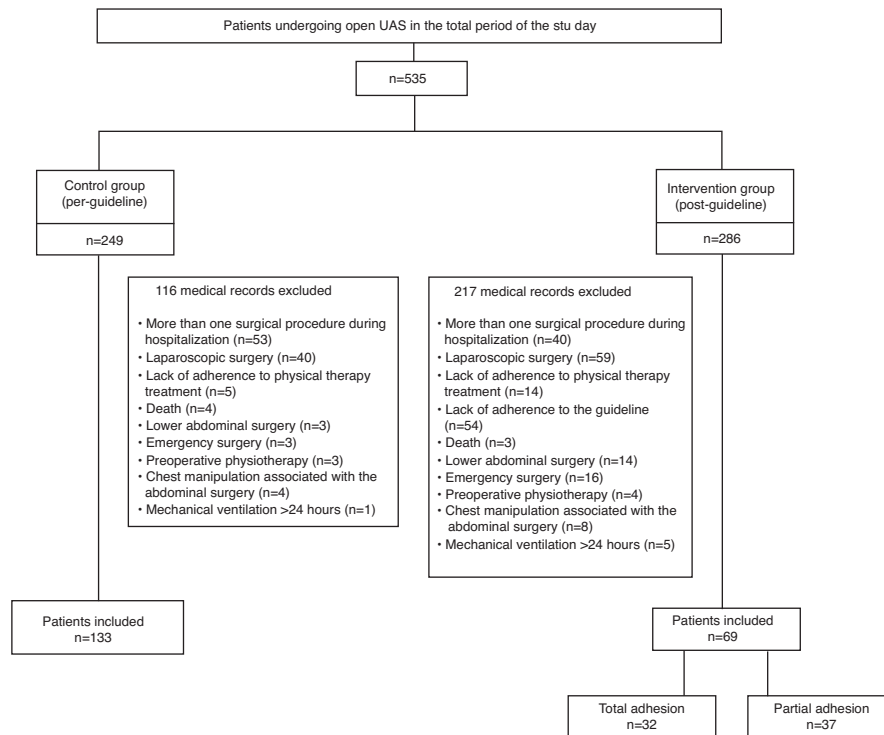 Patients undergoing open UAS in the total period of the stu day
n=535
Control group
(per-guideline)
n=249
Intervention group
(post-guideline)
n=286
116 medical records excluded
• More than one surgical procedure during
hospitalization (n=53)
• Laparoscopic surgery (n=40)
• Lack of adherence to physical therapy
treatment (n=5)
• Death (n=4)
• Lower abdominal surgery (n=3)
• Emergency surgery (n=3)
• Preoperative physiotherapy (n=3)
• Chest manipulation associated with the
abdominal surgery (n=4)
• Mechanical ventilation >24 hours (n=1)
217 medical records excluded
• More than one surgical procedure during
hospitalization (n=40)
• Laparoscopic surgery (n=59)
• Lack of adherence to physical therapy
treatment (n=14)
• Lack of adherence to the guideline
(n=54)
• Death (n=3)
• Lower abdominal surgery (n=14)
• Emergency surgery (n=16)
• Preoperative physiotherapy (n=4)
• Chest manipulation associated with the
abdominal surgery (n=8)
• Mechanical ventilation >24 hours (n=5)
Patients included
n=133
Patients included
n=69
Total adhesion
n=32
Partial adhesion
n=37